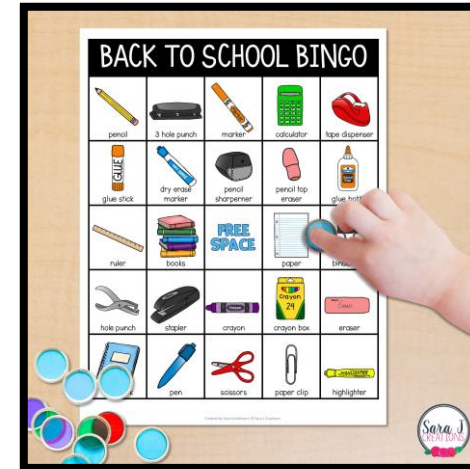 BACK TO SCHOOL BINGO
pencil
3 hole punch
marker
calculator
tape dispenser
GLUE
glue stick
dry erase marker
pencil sharpener
pencil top eraser
glue
ruler
books
FREE SPACE
paper
hole punch
stapler
crayon
Crayon
24
crayon box
eraser
pen
scissors
paper clip
HIGHLIGHTER
highlighter
Sara J
CREATIONS